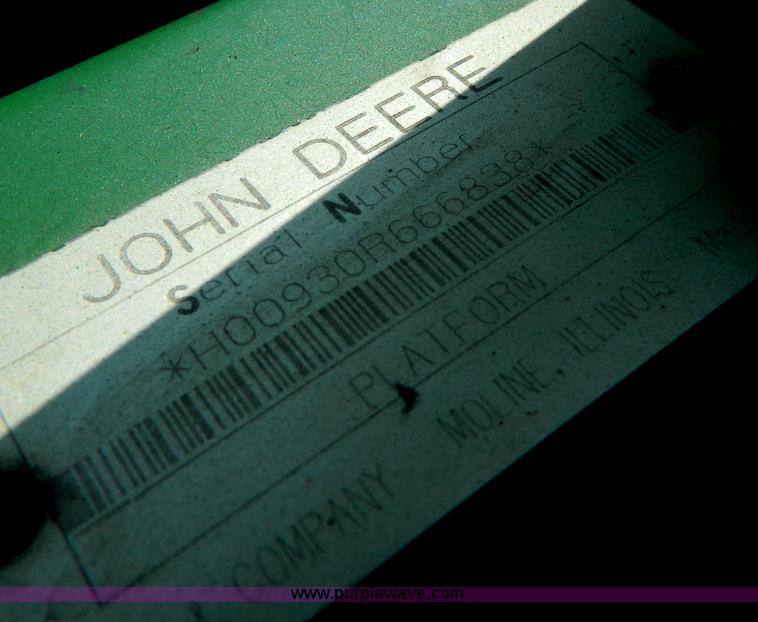 JOHN DEERE
Serial Number
*H00930R666838*
PLATFORM
COMPANY MOLINE, ILLINOIS
www.purplewave.com